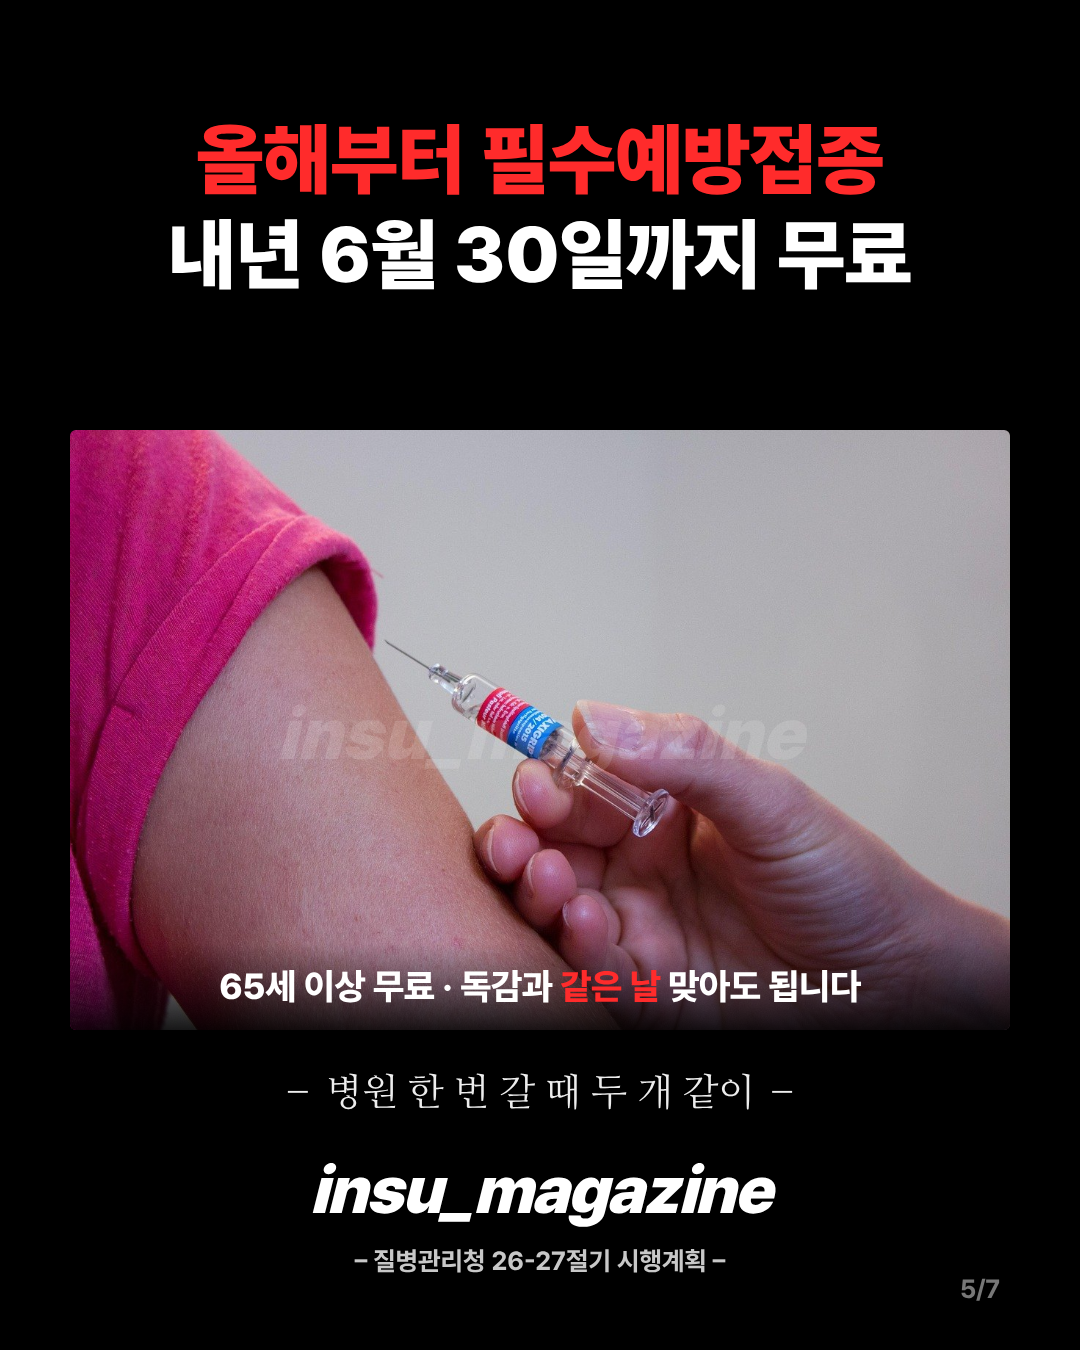 올해부터 필수예방접종
내년 6월 30일까지 무료
insu_magazine
65세 이상 무료 · 독감과 같은 날 맞아도 됩니다
– 병원 한 번 갈 때 두 개 같이 –
insu_magazine
– 질병관리청 26-27절기 시행계획 –
5/7